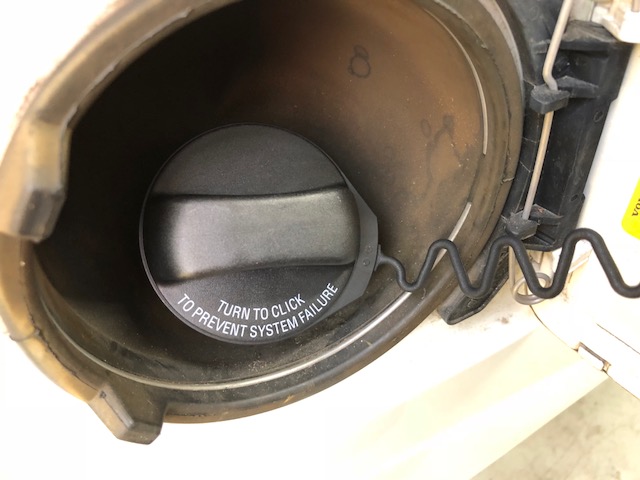 TURN TO CLICK
TO PREVENT SYSTEM FAILURE